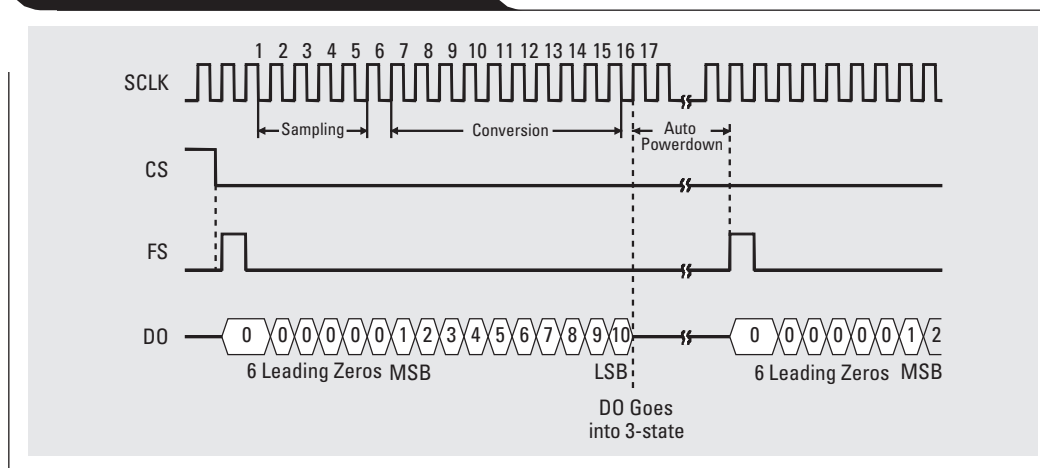 1 2 3 4 5 6 7 8 9 10 11 12 13 14 15 16 17
SCLK
Sampling Conversion Auto
Powerdown
CS
FS
DO 0 0 0 0 0 0 1 2 3 4 5 6 7 8 9 10 0 0 0 0 0 0 1 2
6 Leading Zeros MSB LSB 6 Leading Zeros MSB
DO Goes
into 3-state